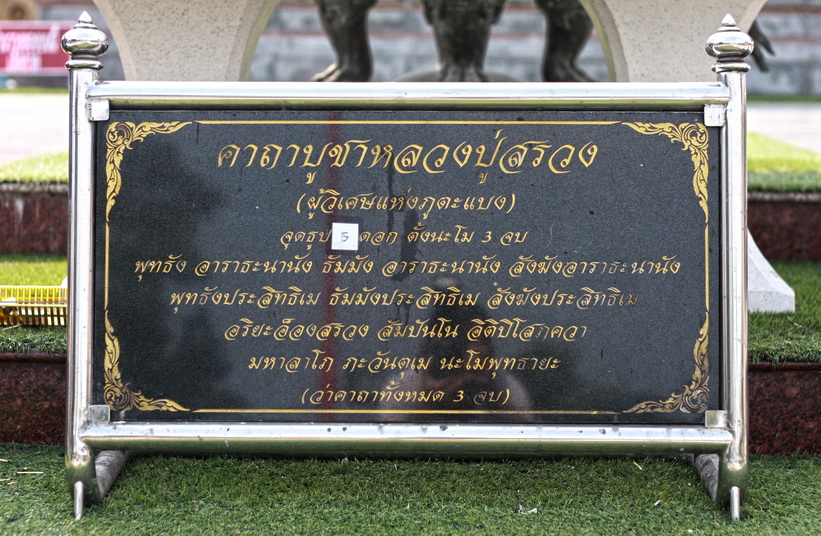 คาถาบูชาหลวงปู่สรวง
(ผู้วิเศษแห่งภูตะแบง)
จุดธูป 5 ดอก ตั้งนะโม 3 จบ
พุทธัง อาราธะนานัง ธัมมัง อาราธะนานัง สังฆังอาราธะนานัง
พุทธังประสิทธิเม ธัมมังประสิทธิเม สังฆังประสิทธิเม
อริยะอ็องสรวง สัมปันโน อิติปิโสภควา
มหาลาโภ ภะวันตุเม นะโมพุทธายะ
(ว่าคาถาทั้งหมด 3 จบ)